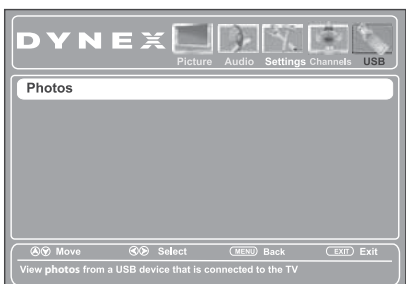 DYNEX
Picture Audio Settings Channels USB
Photos
Move Select MENU Back EXIT Exit
View photos from a USB device that is connected to the TV